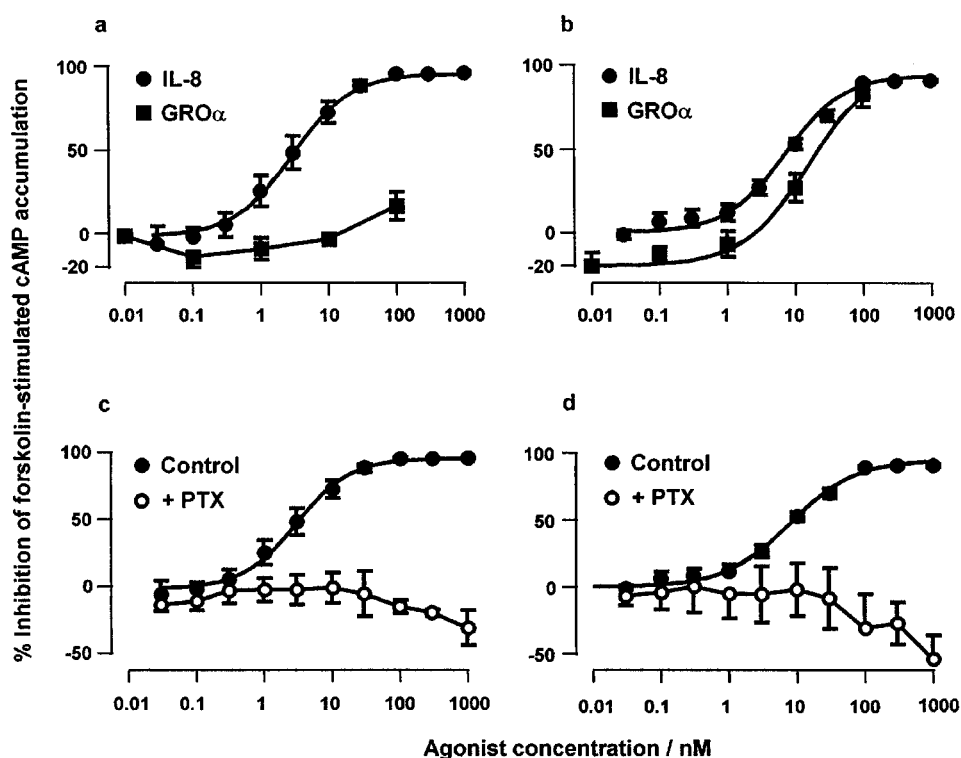 % Inhibition of forskolin-stimulated cAMP accumulation
a
100
50
0
-20
IL-8
GROα
0.01 0.1 1 10 100 1000
b
100
50
0
-20
IL-8
GROα
0.01 0.1 1 10 100 1000
c
100
50
0
-50
Control
+ PTX
0.01 0.1 1 10 100 1000
d
100
50
0
-50
Control
+ PTX
0.01 0.1 1 10 100 1000
Agonist concentration / nM